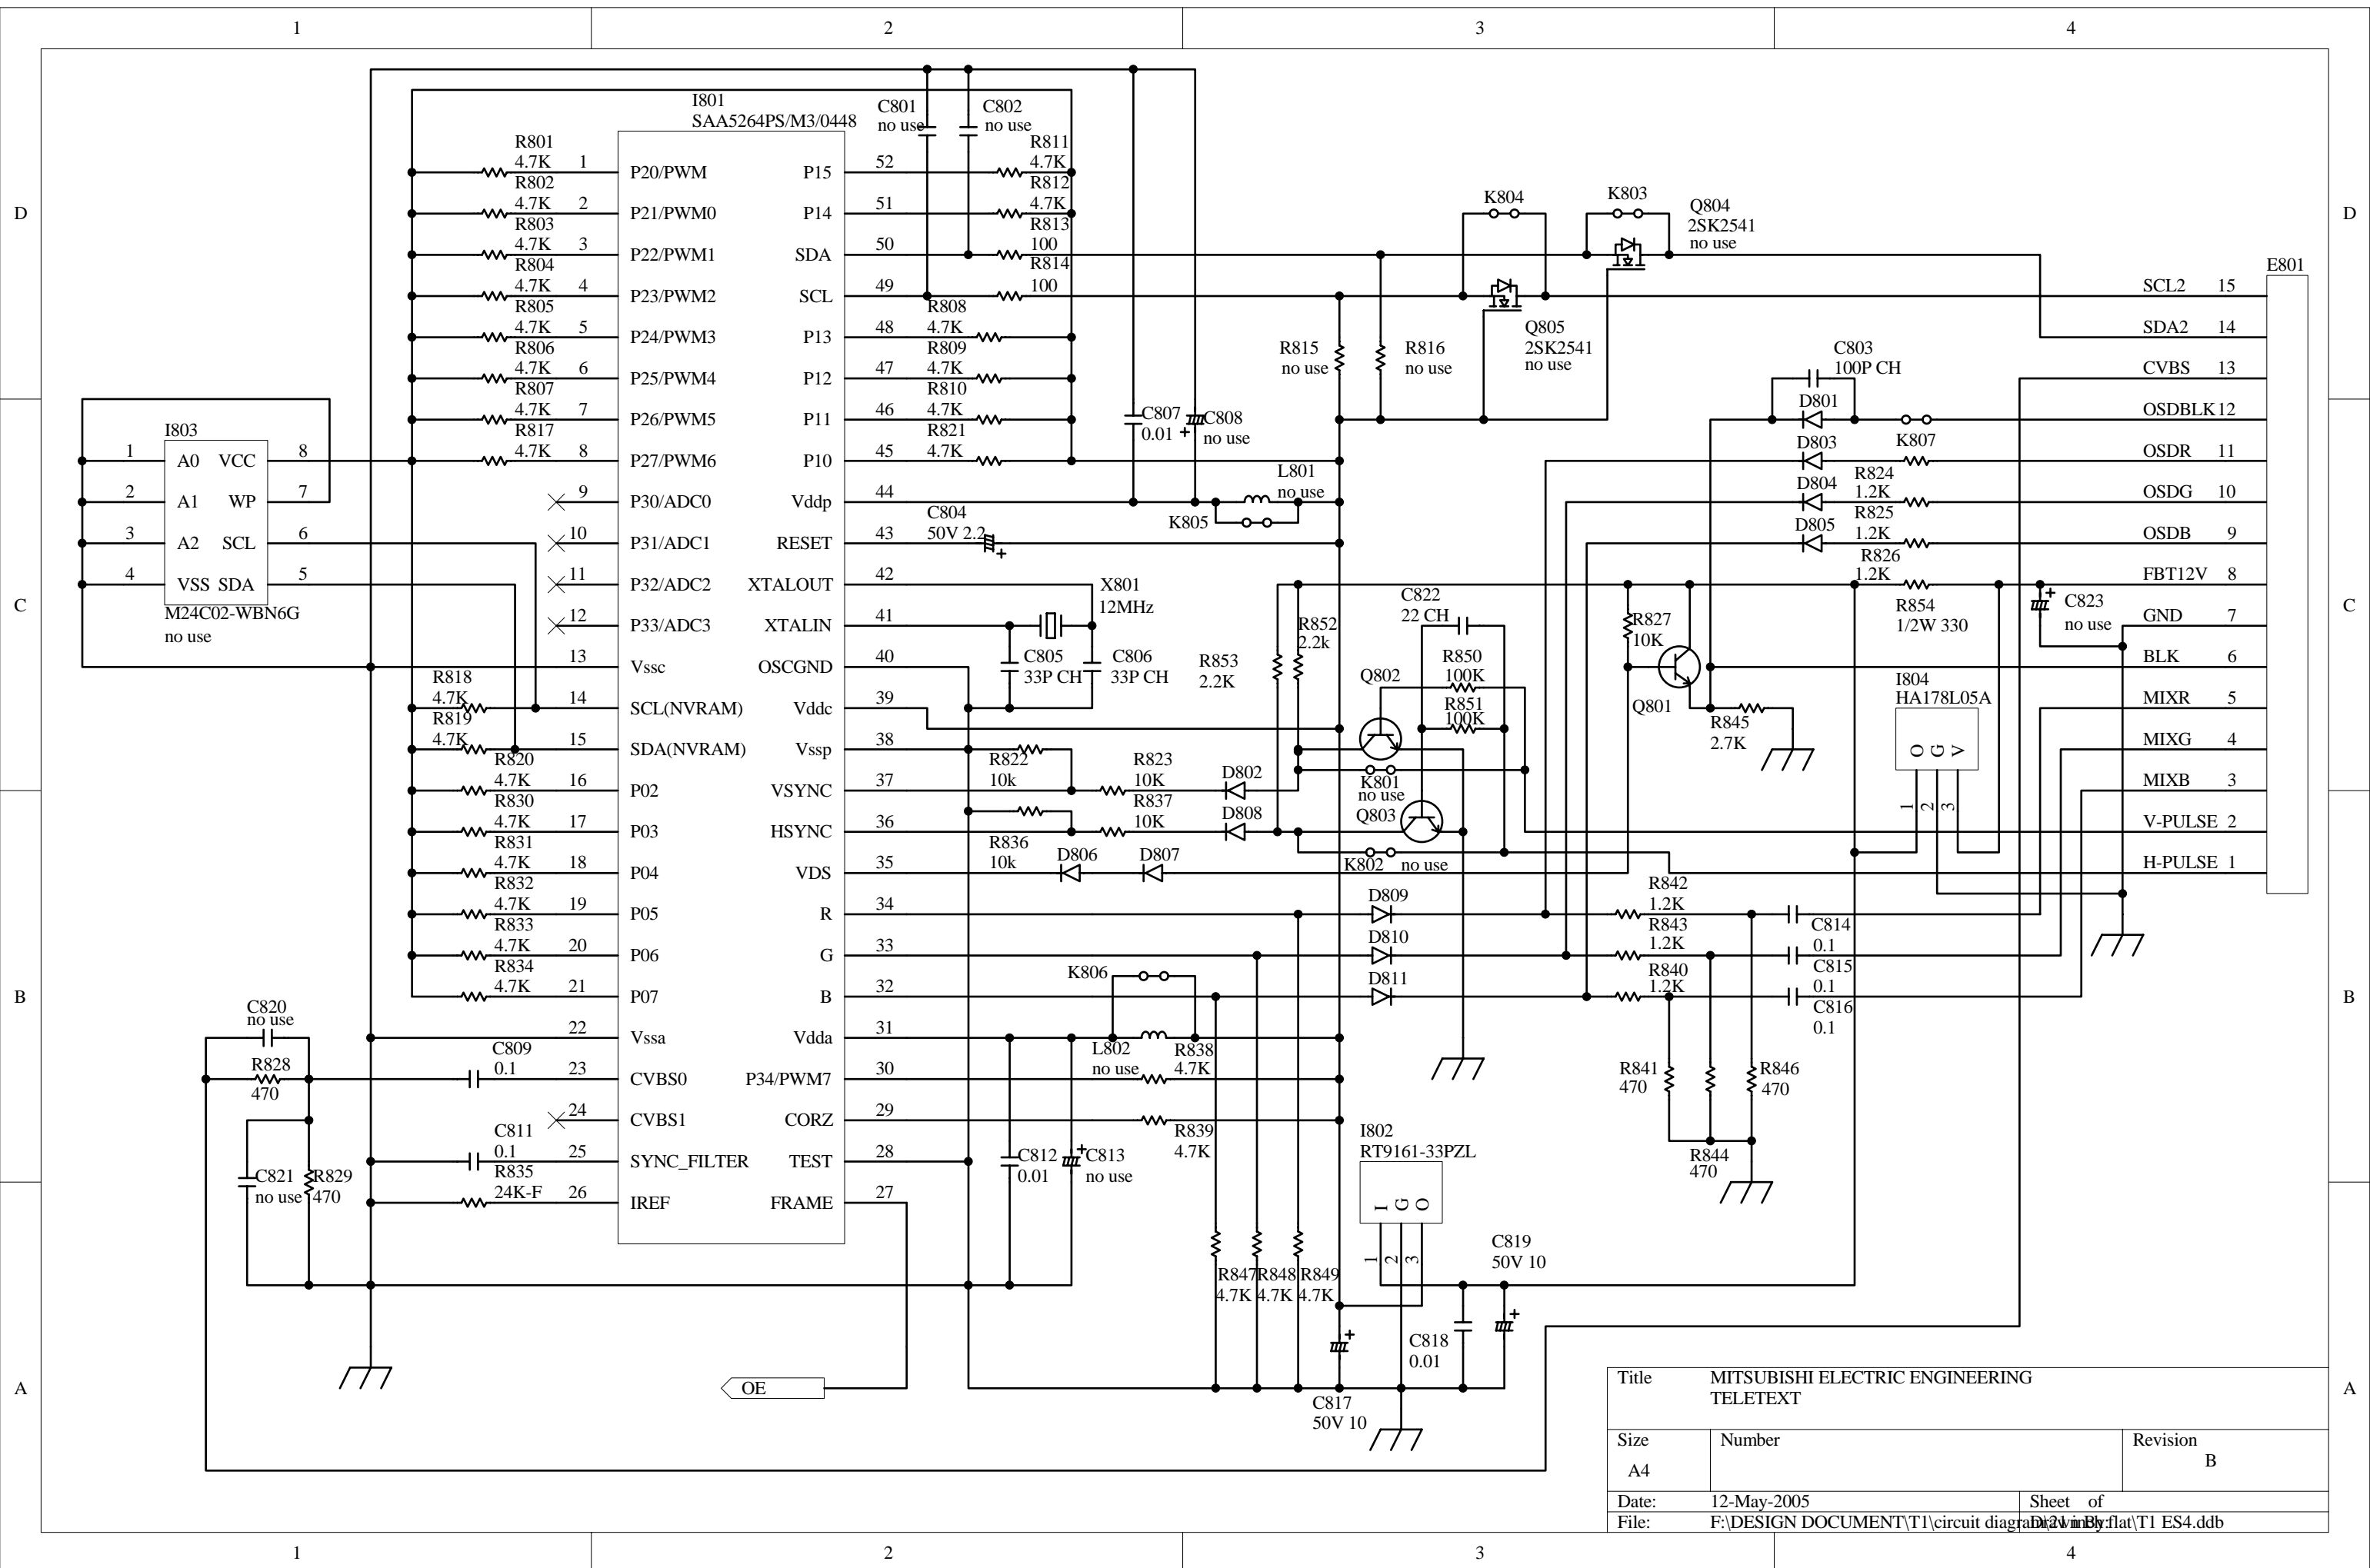 1
2
3
4
D
C
B
A
I801
SAA5264PS/M3/0448
P20/PWM
P21/PWM0
P22/PWM1
P23/PWM2
P24/PWM3
P25/PWM4
P26/PWM5
P27/PWM6
P30/ADC0
P31/ADC1
P32/ADC2
P33/ADC3
Vssc
SCL(NVRAM)
SDA(NVRAM)
P02
P03
P04
P05
P06
P07
Vssa
CVBS0
CVBS1
SYNC_FILTER
IREF
1
2
3
4
5
6
7
8
9
10
11
12
13
14
15
16
17
18
19
20
21
22
23
24
25
26
P15
P14
SDA
SCL
P13
P12
P11
P10
Vddp
RESET
XTALOUT
XTALIN
OSCGND
Vddc
Vssp
VSYNC
HSYNC
VDS
R
G
B
Vdda
P34/PWM7
CORZ
TEST
FRAME
52
51
50
49
48
47
46
45
44
43
42
41
40
39
38
37
36
35
34
33
32
31
30
29
28
27
R801
4.7K
R802
4.7K
R803
4.7K
R804
4.7K
R805
4.7K
R806
4.7K
R807
4.7K
R817
4.7K
I803
A0 VCC
A1 WP
A2 SCL
VSS SDA
1
2
3
4
8
7
6
5
M24C02-WBN6G
no use
R818
4.7K
R819
4.7K
R820
4.7K
R830
4.7K
R831
4.7K
R832
4.7K
R833
4.7K
R834
4.7K
C820
no use
R828
470
C809
0.1
C811
0.1
R835
24K-F
C821
no use
R829
470
C801
no use
C802
no use
R811
4.7K
R812
4.7K
R813
100
R814
100
R808
4.7K
R809
4.7K
R810
4.7K
R821
4.7K
C807
0.01
+
C808
no use
L801
no use
K805
C804
50V 2.2
+
X801
12MHz
C805
33P CH
C806
33P CH
R822
10k
R823
10K
D802
R836
10k
R837
10K
D808
D806
D807
K806
L802
no use
R838
4.7K
R839
4.7K
C812
0.01
+
C813
no use
R847
4.7K
R848
4.7K
R849
4.7K
OE
K804
K803
Q804
2SK2541
no use
Q805
2SK2541
no use
R815
no use
R816
no use
R853
2.2K
R852
2.2k
C822
22 CH
Q802
R850
100K
R851
100K
K801
no use
Q803
K802 no use
D809
D810
D811
R842
1.2K
R843
1.2K
R840
1.2K
C814
0.1
C815
0.1
C816
0.1
R841
470
R844
470
R846
470
I802
RT9161-33PZL
I
G
O
1
2
3
C819
50V 10
+
C818
0.01
+
C817
50V 10
C803
100P CH
D801
K807
D803
R824
1.2K
D804
R825
1.2K
D805
R826
1.2K
R854
1/2W 330
+
C823
no use
R827
10K
Q801
R845
2.7K
I804
HA178L05A
O
G
V
1
2
3
E801
SCL2 15
SDA2 14
CVBS 13
OSDBLK 12
OSDR 11
OSDG 10
OSDB 9
FBT12V 8
GND 7
BLK 6
MIXR 5
MIXG 4
MIXB 3
V-PULSE 2
H-PULSE 1
Title
MITSUBISHI ELECTRIC ENGINEERING
TELETEXT
Size
A4
Number
Revision
B
Date:
12-May-2005
Sheet of
File:
F:\DESIGN DOCUMENT\T1\circuit diagram\21 inch flat\T1 ES4.ddb
Drawn By:
D
C
B
A
1
2
3
4